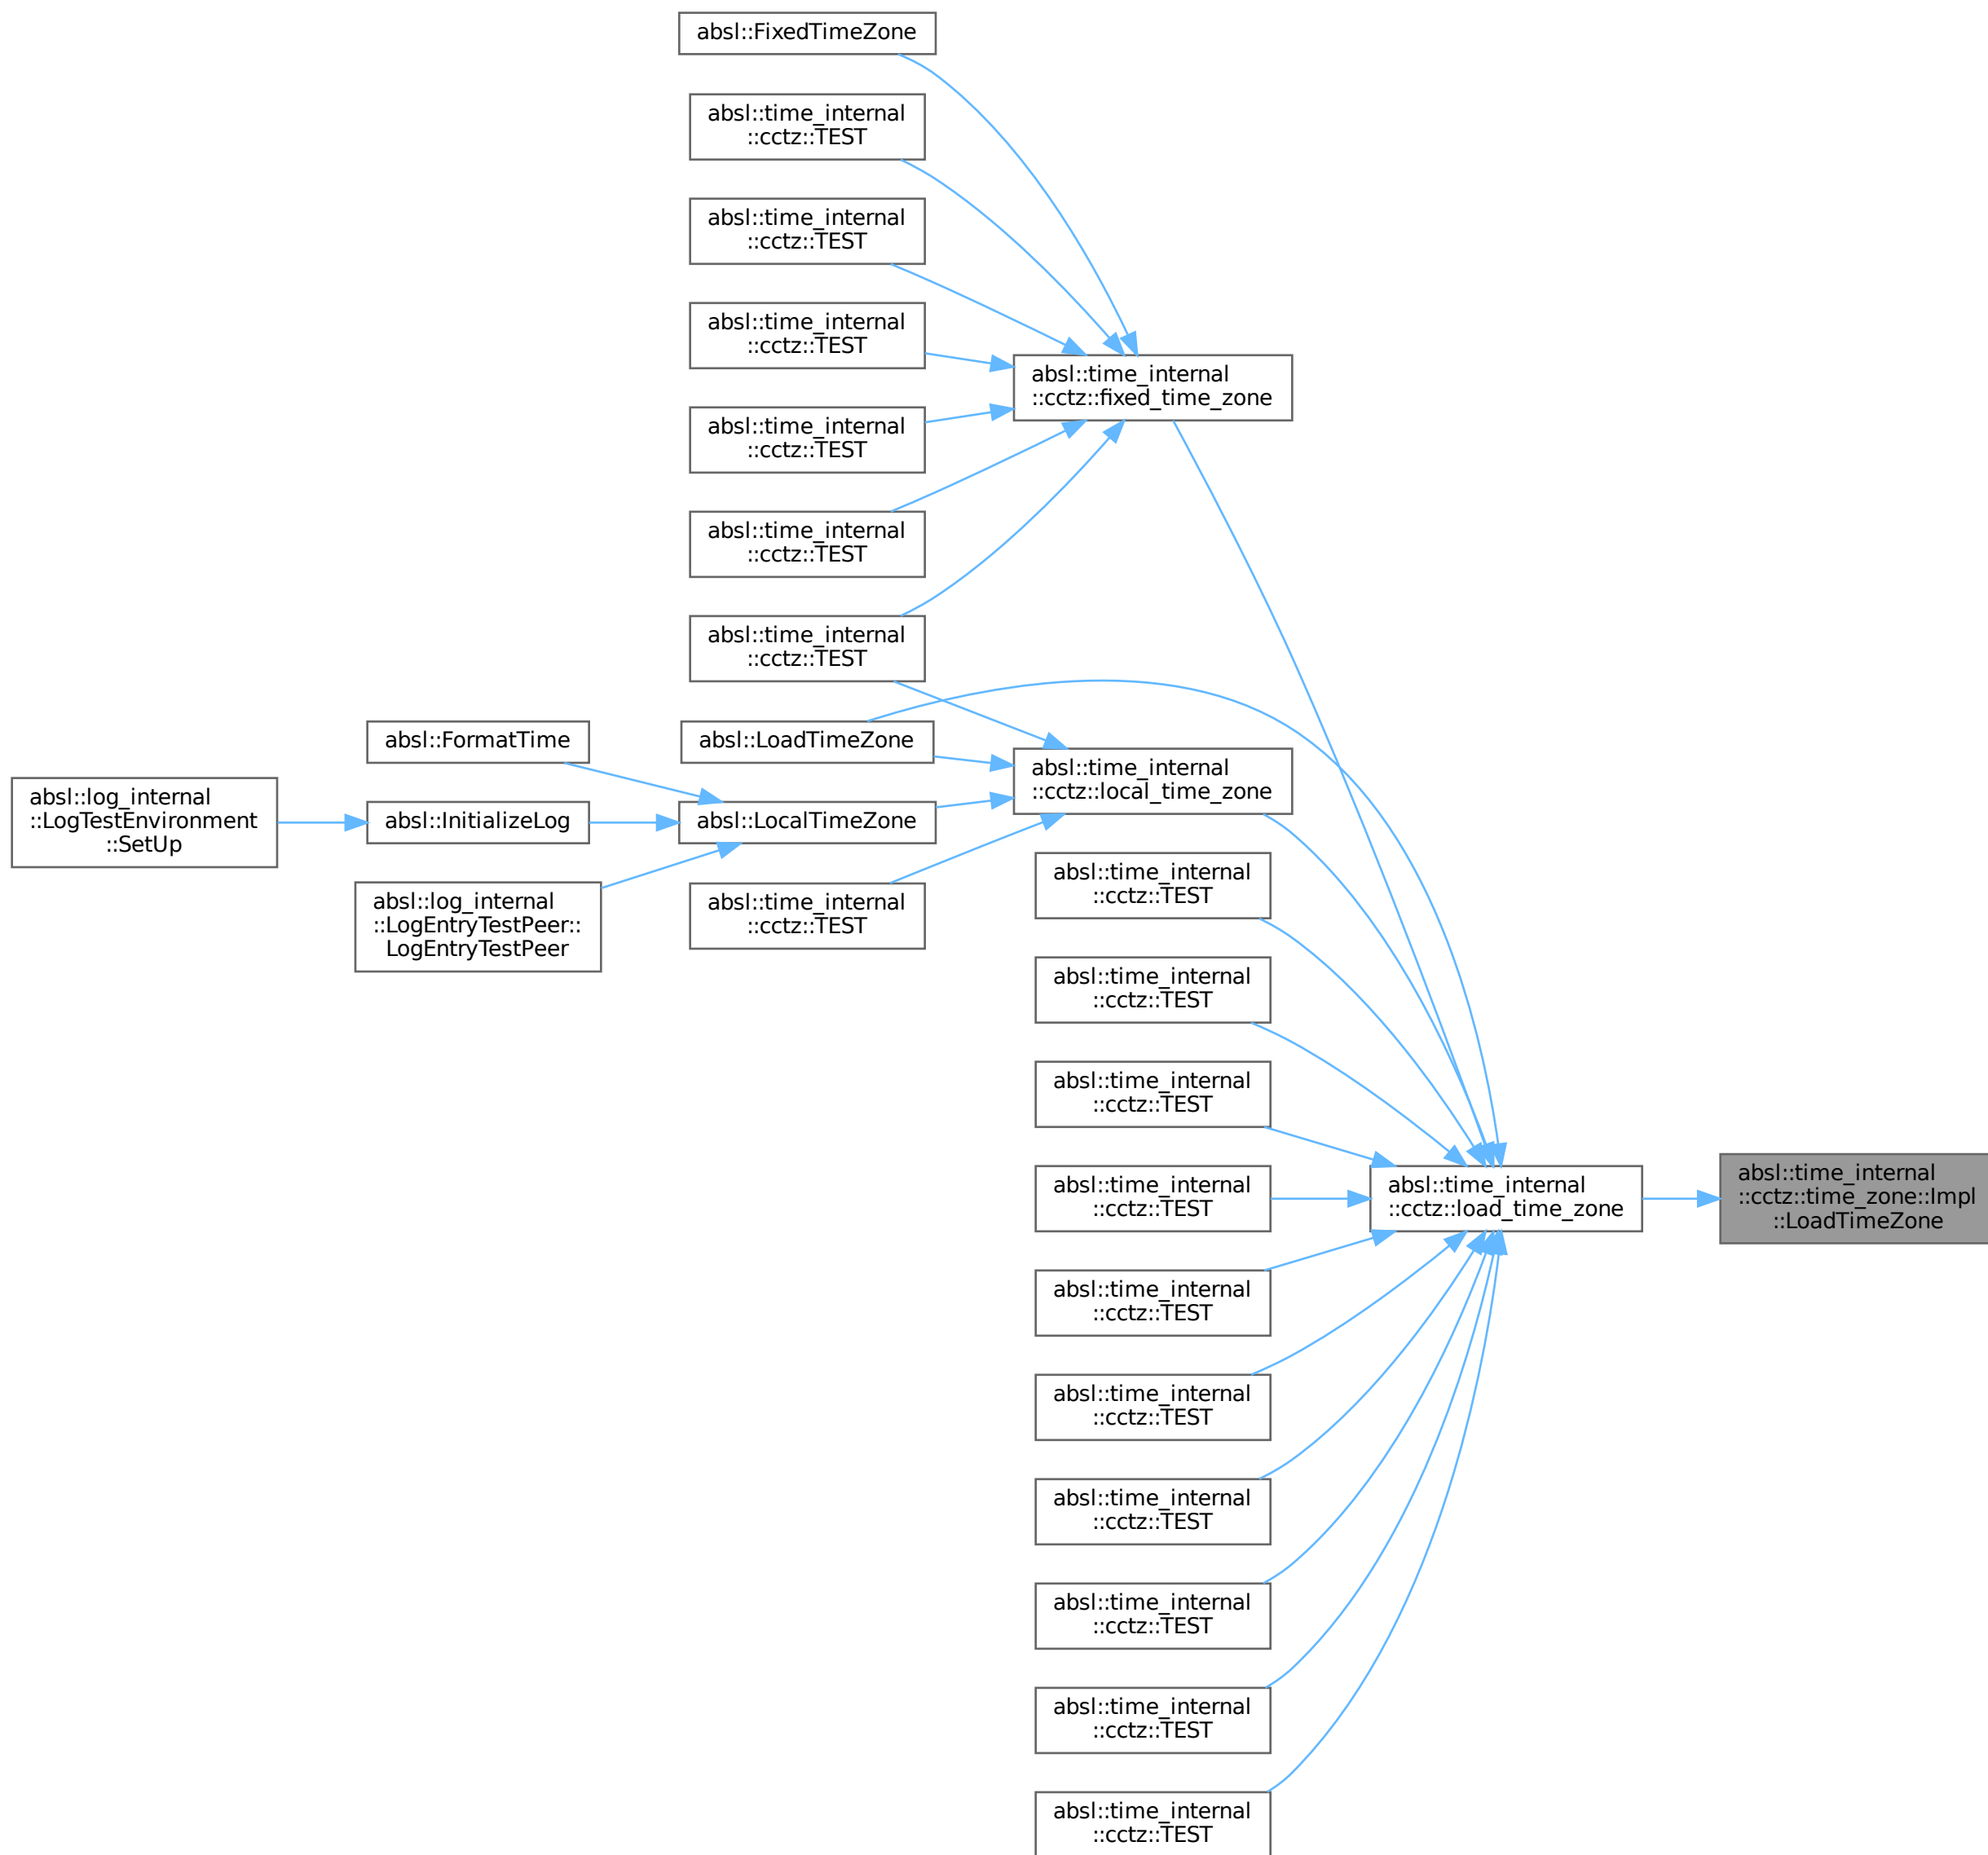 absl::FixedTimeZone
absl::time_internal
::cctz::TEST
absl::time_internal
::cctz::TEST
absl::time_internal
::cctz::TEST
absl::time_internal
::cctz::fixed_time_zone
absl::time_internal
::cctz::TEST
absl::time_internal
::cctz::TEST
absl::time_internal
::cctz::TEST
absl::FormatTime
absl::LoadTimeZone
absl::time_internal
::cctz::local_time_zone
absl::log_internal
::LogTestEnvironment
::SetUp
absl::InitializeLog
absl::LocalTimeZone
absl::time_internal
::cctz::TEST
absl::log_internal
::LogEntryTestPeer::
LogEntryTestPeer
absl::time_internal
::cctz::TEST
absl::time_internal
::cctz::TEST
absl::time_internal
::cctz::TEST
absl::time_internal
::cctz::TEST
absl::time_internal
::cctz::load_time_zone
absl::time_internal
::cctz::time_zone::Impl
::LoadTimeZone
absl::time_internal
::cctz::TEST
absl::time_internal
::cctz::TEST
absl::time_internal
::cctz::TEST
absl::time_internal
::cctz::TEST
absl::time_internal
::cctz::TEST
absl::time_internal
::cctz::TEST